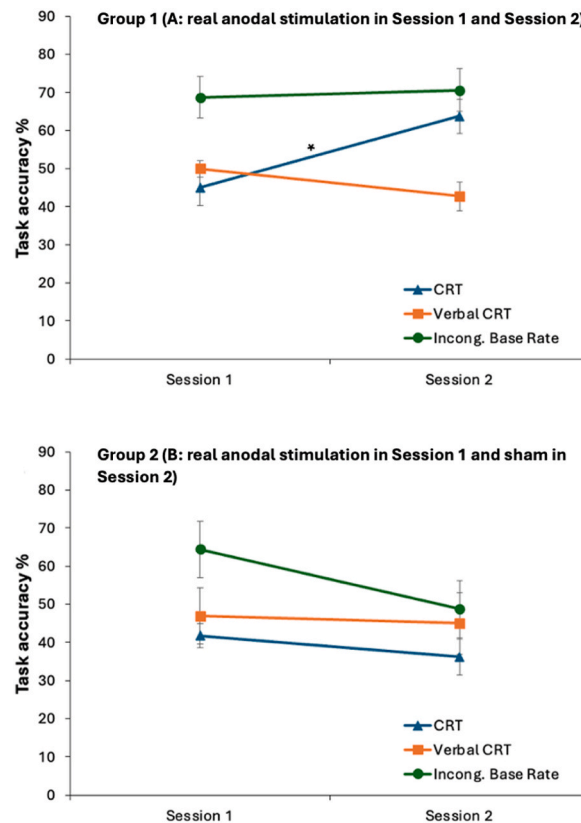 Group 1 (A: real anodal stimulation in Session 1 and Session 2)
90
80
70
60
50
40
30
20
10
0
Task accuracy %
*
CRT
Verbal CRT
Incong. Base Rate
Session 1
Session 2
Group 2 (B: real anodal stimulation in Session 1 and sham in
Session 2)
90
80
70
60
50
40
30
20
10
0
Task accuracy %
CRT
Verbal CRT
Incong. Base Rate
Session 1
Session 2